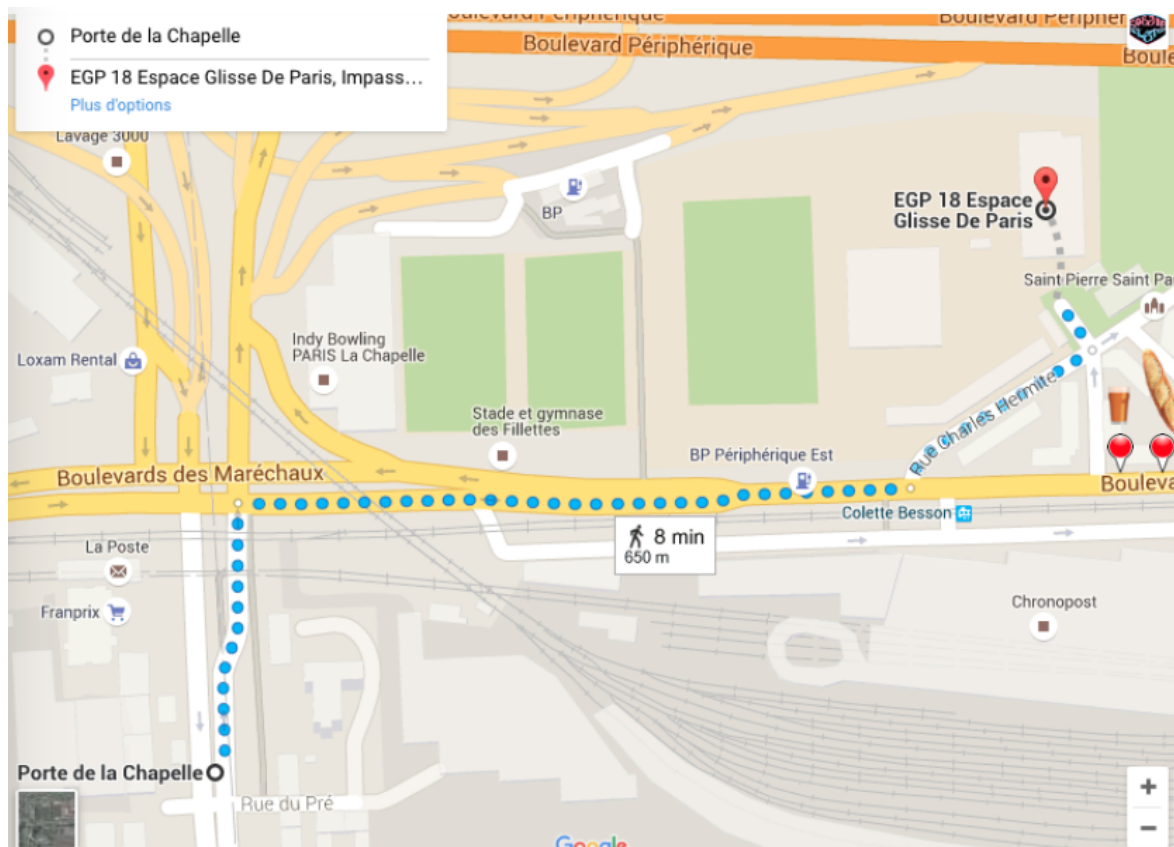 Boulevard Périphérique
Boulevard Périphérique
Boulevard Périphérique
Porte de la Chapelle
EGP 18 Espace Glisse De Paris, Impass…
Plus d'options
Lavage 3000
BP
EGP 18 Espace
Glisse De Paris
Saint Pierre Saint Pa
Indy Bowling
PARIS La Chapelle
Loxam Rental
Rue Charles Hermite
Stade et gymnase
des Fillettes
BP Périphérique Est
Boulevards des Maréchaux
Bouleva
Colette Besson
8 min
650 m
La Poste
Franprix
Chronopost
Porte de la Chapelle
Rue du Pré
Google